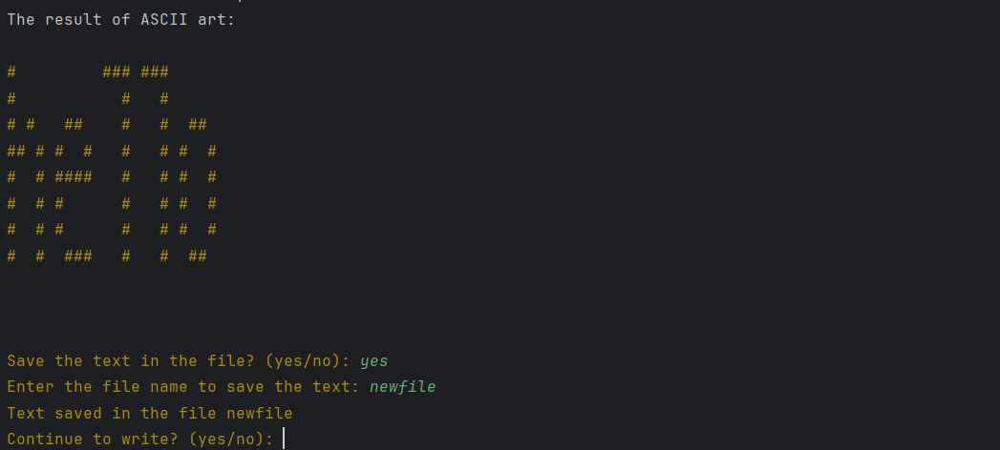 The result of ASCII art:
#         ### ###
#           #   #
# #   ##    #   #  ##
## # #  #   #   # #  #
#  # ####   #   # #  #
#  # #      #   # #  #
#  # #      #   # #  #
#  #  ###   #   #  ##
Save the text in the file? (yes/no): yes
Enter the file name to save the text: newfile
Text saved in the file newfile
Continue to write? (yes/no):